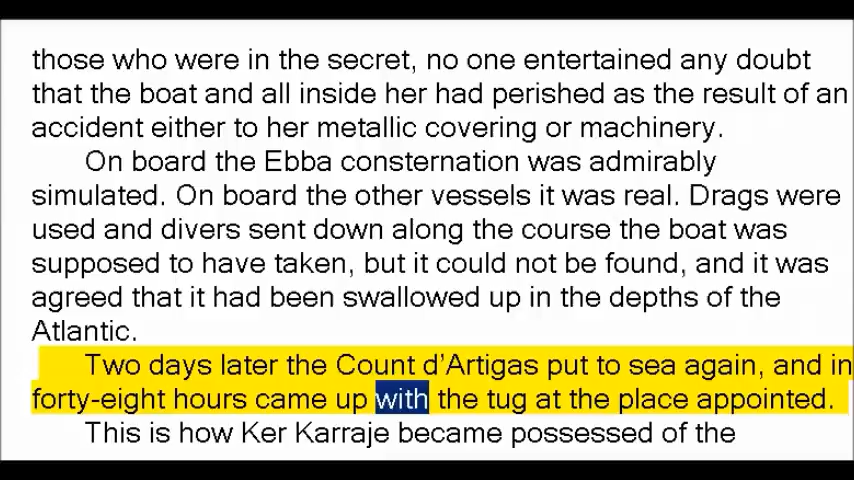 those who were in the secret, no one entertained any doubt
that the boat and all inside her had perished as the result of an
accident either to her metallic covering or machinery.
On board the Ebba consternation was admirably
simulated. On board the other vessels it was real. Drags were
used and divers sent down along the course the boat was
supposed to have taken, but it could not be found, and it was
agreed that it had been swallowed up in the depths of the
Atlantic.
Two days later the Count d’Artigas put to sea again, and in
forty-eight hours came up with the tug at the place appointed.
This is how Ker Karraje became possessed of the